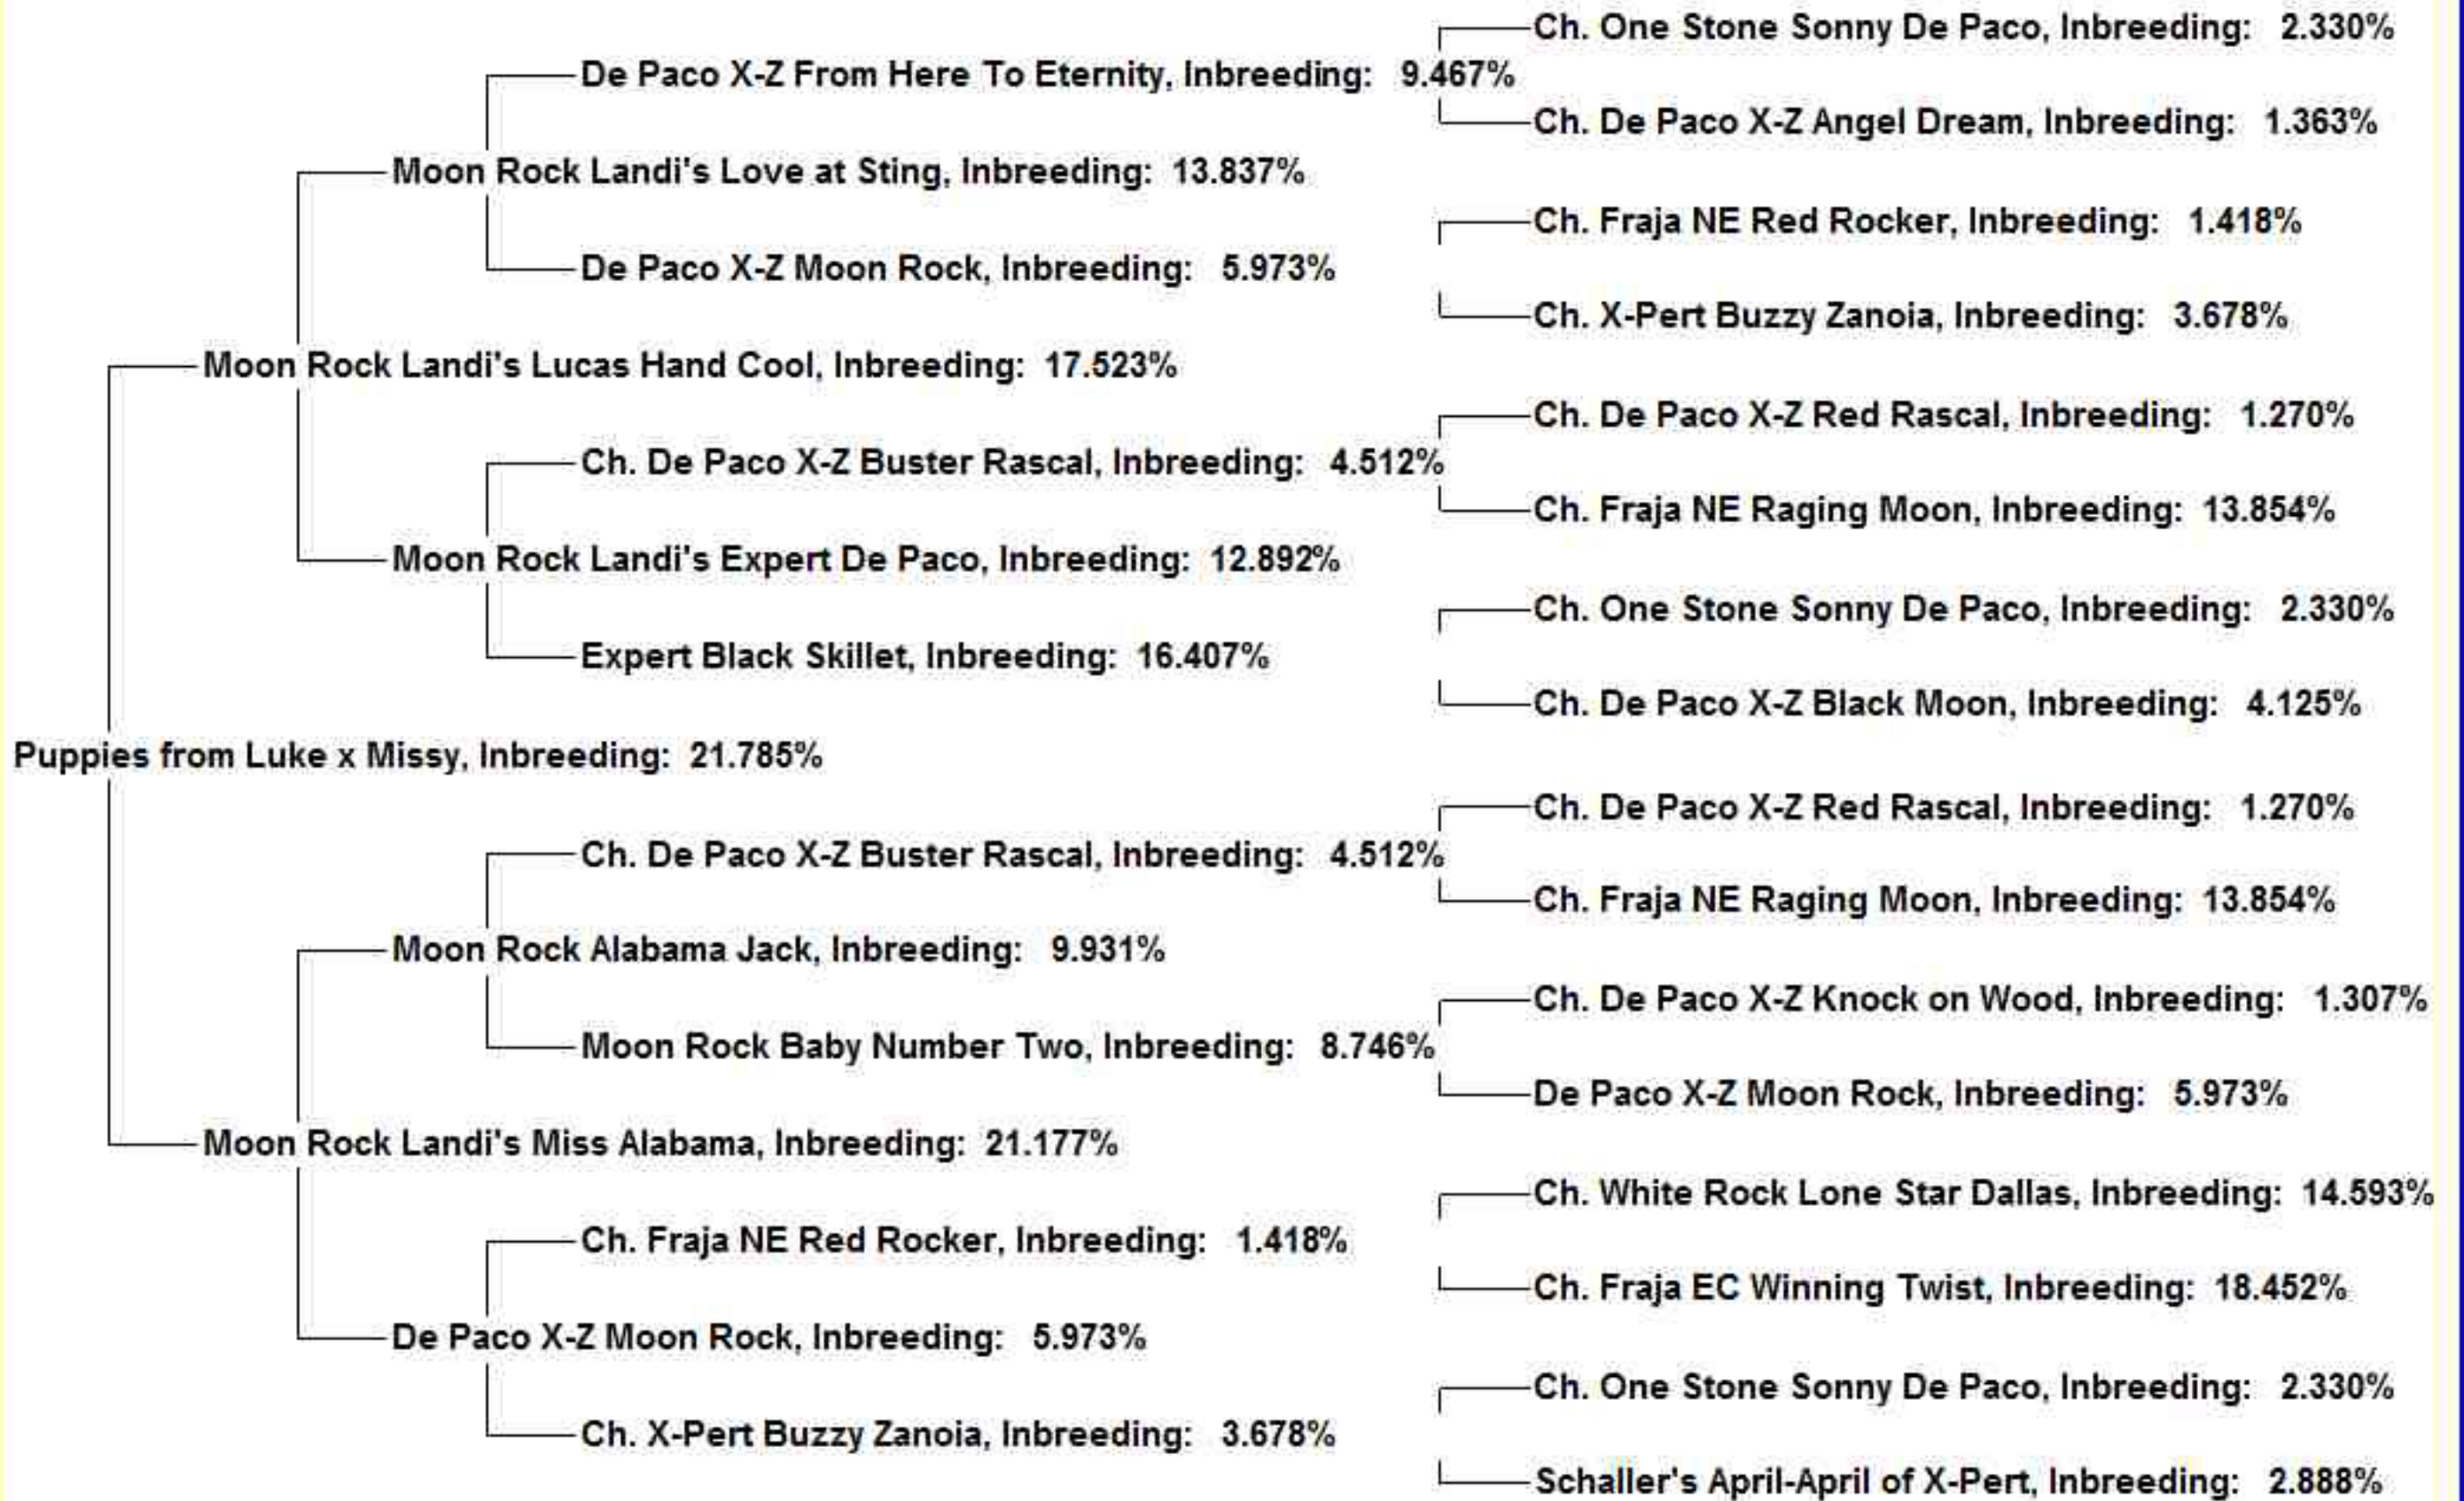 Ch. One Stone Sonny De Paco, Inbreeding: 2.330%
De Paco X-Z From Here To Eternity, Inbreeding: 9.467%
Ch. De Paco X-Z Angel Dream, Inbreeding: 1.363%
Moon Rock Landi's Love at Sting, Inbreeding: 13.837%
Ch. Fraja NE Red Rocker, Inbreeding: 1.418%
De Paco X-Z Moon Rock, Inbreeding: 5.973%
Ch. X-Pert Buzzy Zanoia, Inbreeding: 3.678%
Moon Rock Landi's Lucas Hand Cool, Inbreeding: 17.523%
Ch. De Paco X-Z Red Rascal, Inbreeding: 1.270%
Ch. De Paco X-Z Buster Rascal, Inbreeding: 4.512%
Ch. Fraja NE Raging Moon, Inbreeding: 13.854%
Moon Rock Landi's Expert De Paco, Inbreeding: 12.892%
Ch. One Stone Sonny De Paco, Inbreeding: 2.330%
Expert Black Skillet, Inbreeding: 16.407%
Ch. De Paco X-Z Black Moon, Inbreeding: 4.125%
Puppies from Luke x Missy, Inbreeding: 21.785%
Ch. De Paco X-Z Red Rascal, Inbreeding: 1.270%
Ch. De Paco X-Z Buster Rascal, Inbreeding: 4.512%
Ch. Fraja NE Raging Moon, Inbreeding: 13.854%
Moon Rock Alabama Jack, Inbreeding: 9.931%
Ch. De Paco X-Z Knock on Wood, Inbreeding: 1.307%
Moon Rock Baby Number Two, Inbreeding: 8.746%
De Paco X-Z Moon Rock, Inbreeding: 5.973%
Moon Rock Landi's Miss Alabama, Inbreeding: 21.177%
Ch. White Rock Lone Star Dallas, Inbreeding: 14.593%
Ch. Fraja NE Red Rocker, Inbreeding: 1.418%
Ch. Fraja EC Winning Twist, Inbreeding: 18.452%
De Paco X-Z Moon Rock, Inbreeding: 5.973%
Ch. One Stone Sonny De Paco, Inbreeding: 2.330%
Ch. X-Pert Buzzy Zanoia, Inbreeding: 3.678%
Schaller's April-April of X-Pert, Inbreeding: 2.888%